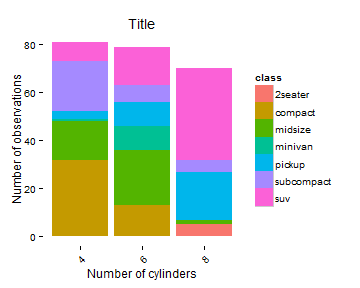 Title
Number of observations
80
60
40
20
0
4
6
8
Number of cylinders
class
2seater
compact
midsize
minivan
pickup
subcompact
suv